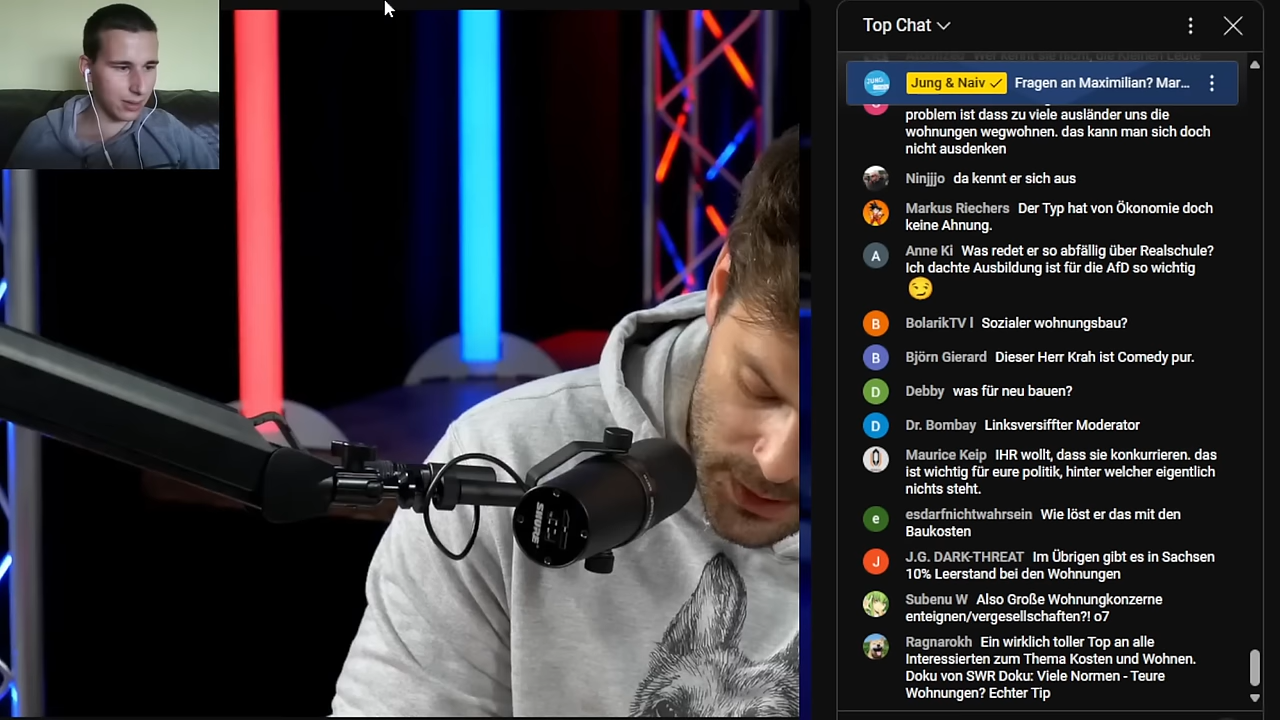 Top Chat
Jung & Naiv Fragen an Maximilian? Mar...
problem ist dass zu viele ausländer uns die
wohnungen wegwohnen. das kann man sich doch
nicht ausdenken
Ninjjjo da kennt er sich aus
Markus Riechers Der Typ hat von Ökonomie doch
keine Ahnung.
A
Anne Ki Was redet er so abfällig über Realschule?
Ich dachte Ausbildung ist für die AfD so wichtig
B
BolarikTV l Sozialer wohnungsbau?
B
Björn Gierard Dieser Herr Krah ist Comedy pur.
D
Debby was für neu bauen?
D
Dr. Bombay Linksversiffter Moderator
Maurice Keip IHR wollt, dass sie konkurrieren. das
ist wichtig für eure politik, hinter welcher eigentlich
nichts steht.
e
esdarfnichtwahrsein Wie löst er das mit den
Baukosten
J
J.G. DARK-THREAT Im Übrigen gibt es in Sachsen
10% Leerstand bei den Wohnungen
Subenu W Also Große Wohnungkonzerne
enteignen/vergesellschaften?! o7
Ragnarokh Ein wirklich toller Top an alle
Interessierten zum Thema Kosten und Wohnen.
Doku von SWR Doku: Viele Normen - Teure
Wohnungen? Echter Tip
SHURE